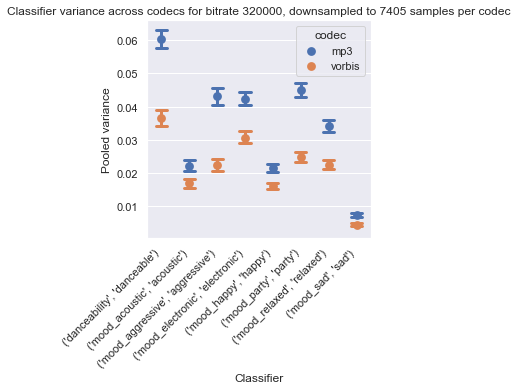 Classifier variance across codecs for bitrate 320000, downsampled to 7405 samples per codec
codec
mp3
vorbis
Pooled variance
0.06
0.05
0.04
0.03
0.02
0.01
('danceability', 'danceable')
('mood_acoustic', 'acoustic')
('mood_aggressive', 'aggressive')
('mood_electronic', 'electronic')
('mood_happy', 'happy')
('mood_party', 'party')
('mood_relaxed', 'relaxed')
('mood_sad', 'sad')
Classifier